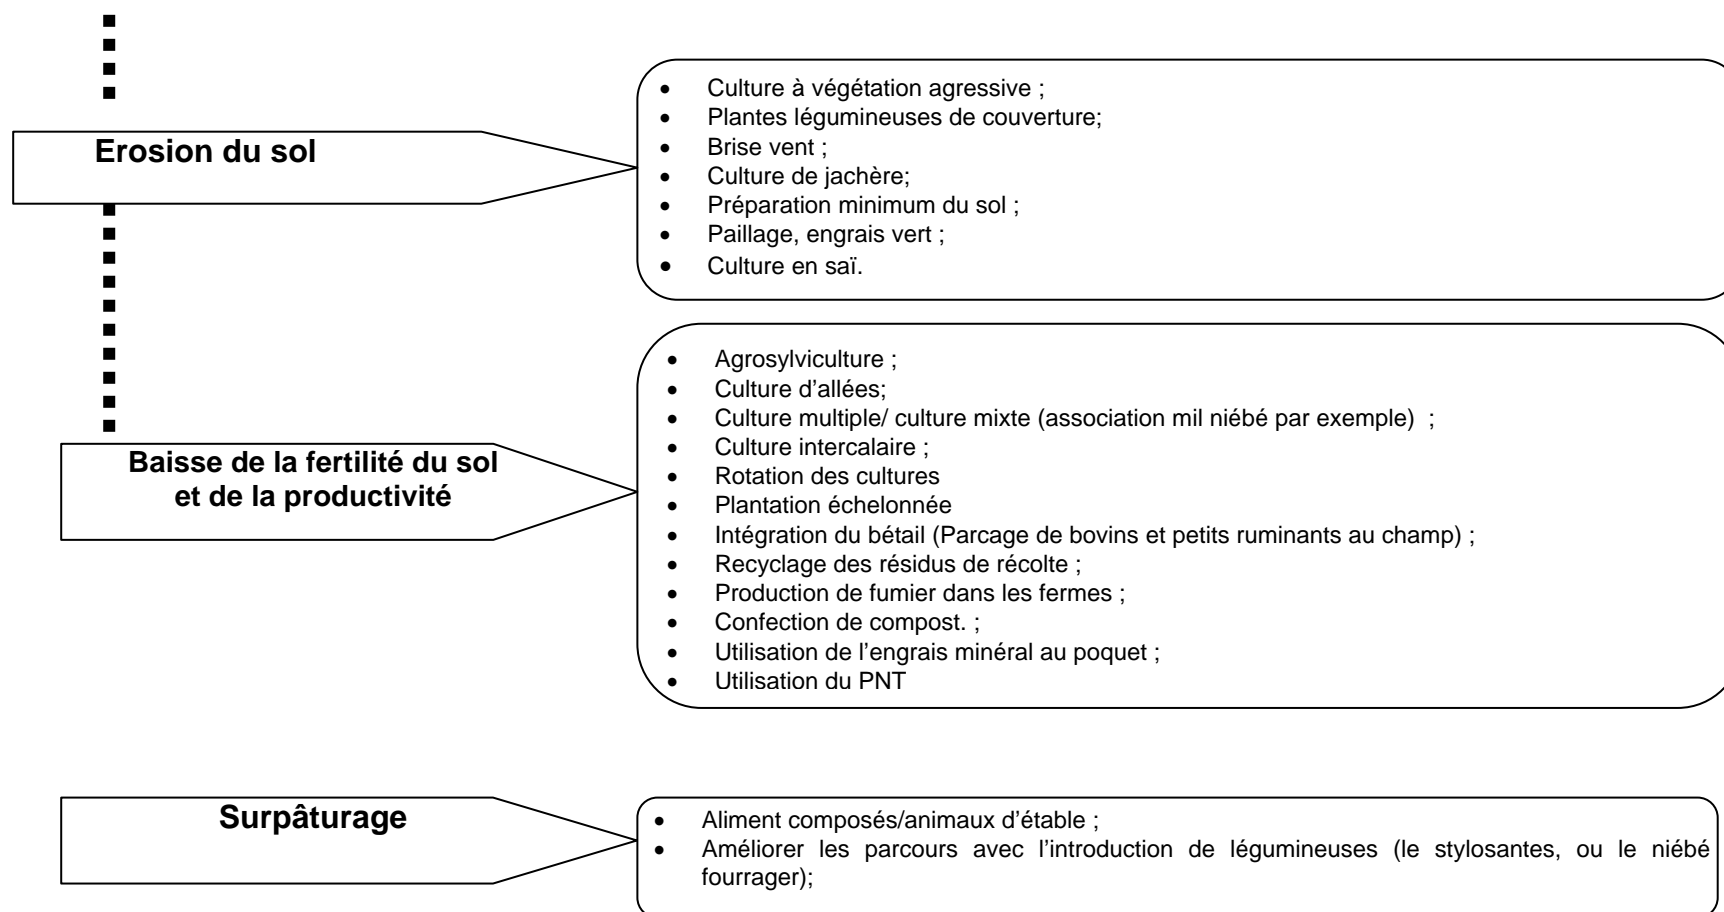 Erosion du sol
• Culture à végétation agressive ;
• Plantes légumineuses de couverture;
• Brise vent ;
• Culture de jachère;
• Préparation minimum du sol ;
• Paillage, engrais vert ;
• Culture en saï.
Baisse de la fertilité du sol
et de la productivité
• Agrosylviculture ;
• Culture d’allées;
• Culture multiple/ culture mixte (association mil niébé par exemple)  ;
• Culture intercalaire ;
• Rotation des cultures
• Plantation échelonnée
• Intégration du bétail (Parcage de bovins et petits ruminants au champ) ;
• Recyclage des résidus de récolte ;
• Production de fumier dans les fermes ;
• Confection de compost. ;
• Utilisation de l’engrais minéral au poquet ;
• Utilisation du PNT
Surpâturage
• Aliment composés/animaux d’étable ;
• Améliorer les parcours avec l’introduction de légumineuses (le stylosantes, ou le niébé
fourrager);